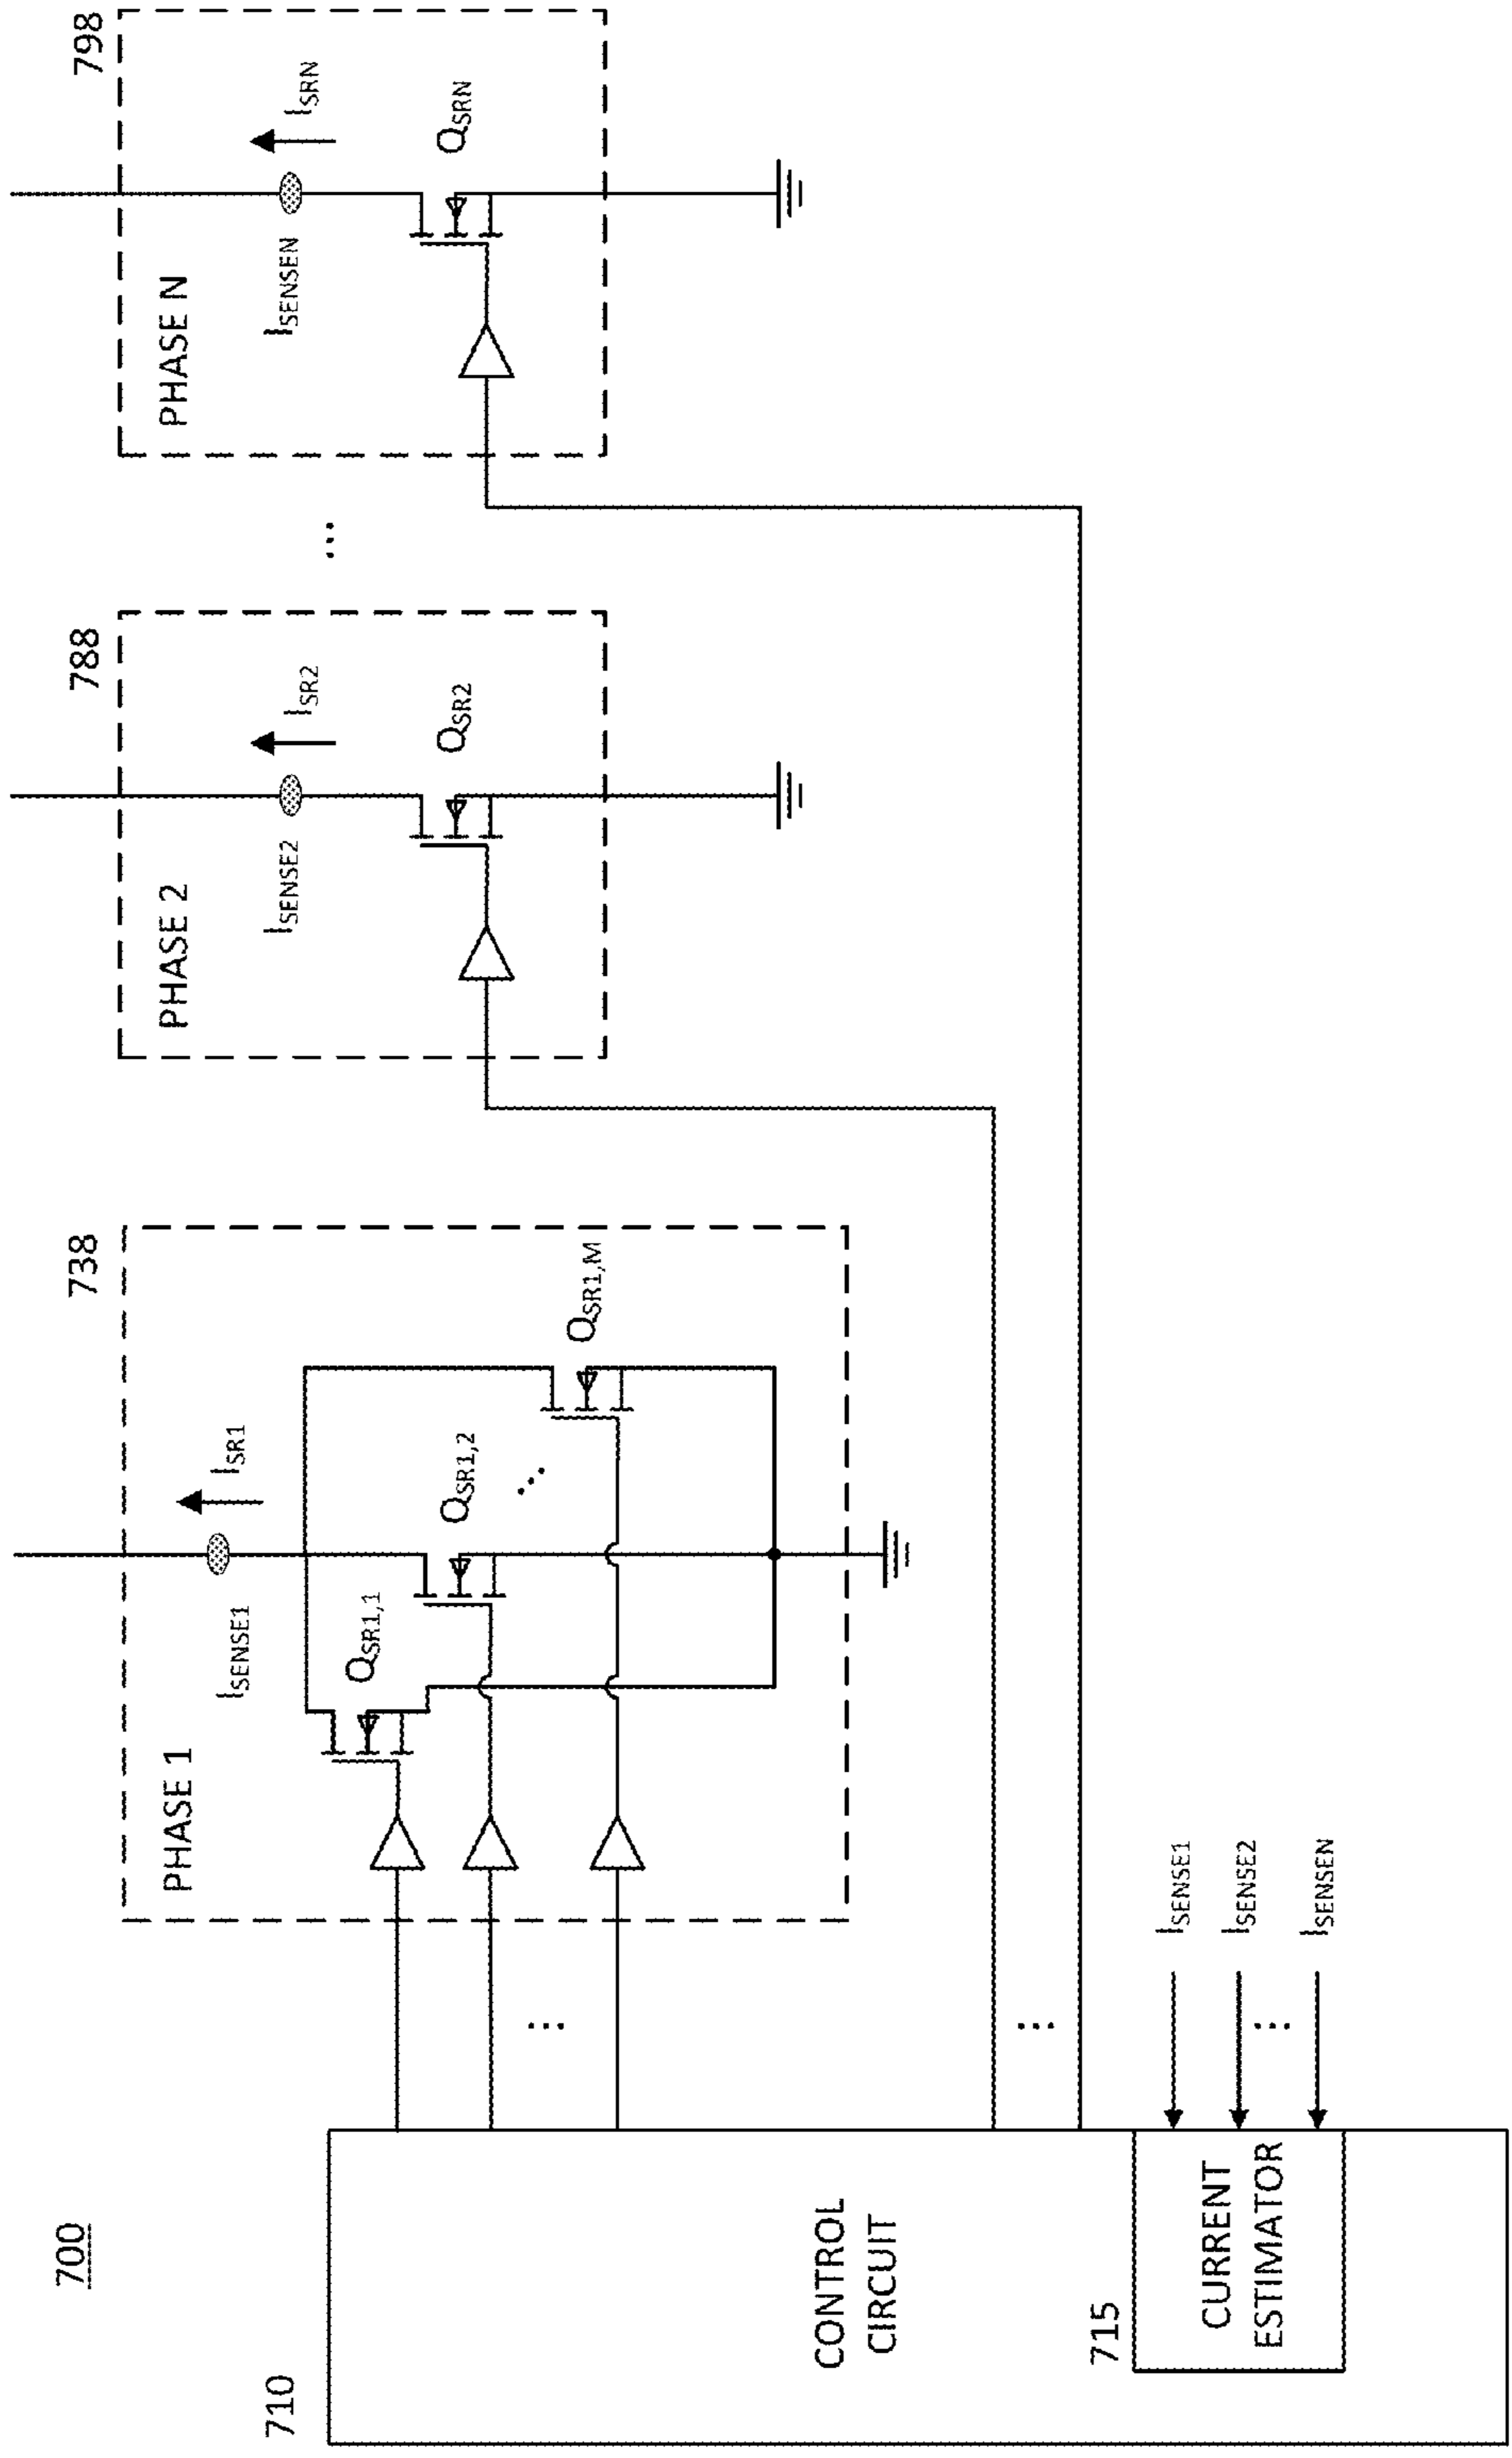 700
710
CONTROL
CIRCUIT
715
CURRENT
ESTIMATOR
ISENSE1
ISENSE2
...
ISENSEN
...
...
738
PHASE 1
ISENSE1
ISR1
QSR1,1
QSR1,2
...
QSR1,M
788
PHASE 2
ISENSE2
ISR2
QSR2
...
798
PHASE N
ISENSEN
ISRN
QSRN